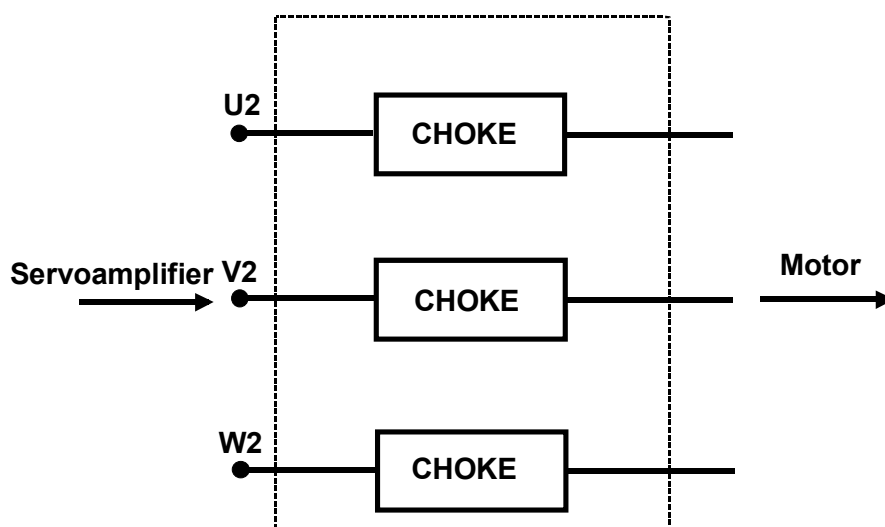 U2
CHOKE
Servoamplifier V2
CHOKE
Motor
W2
CHOKE